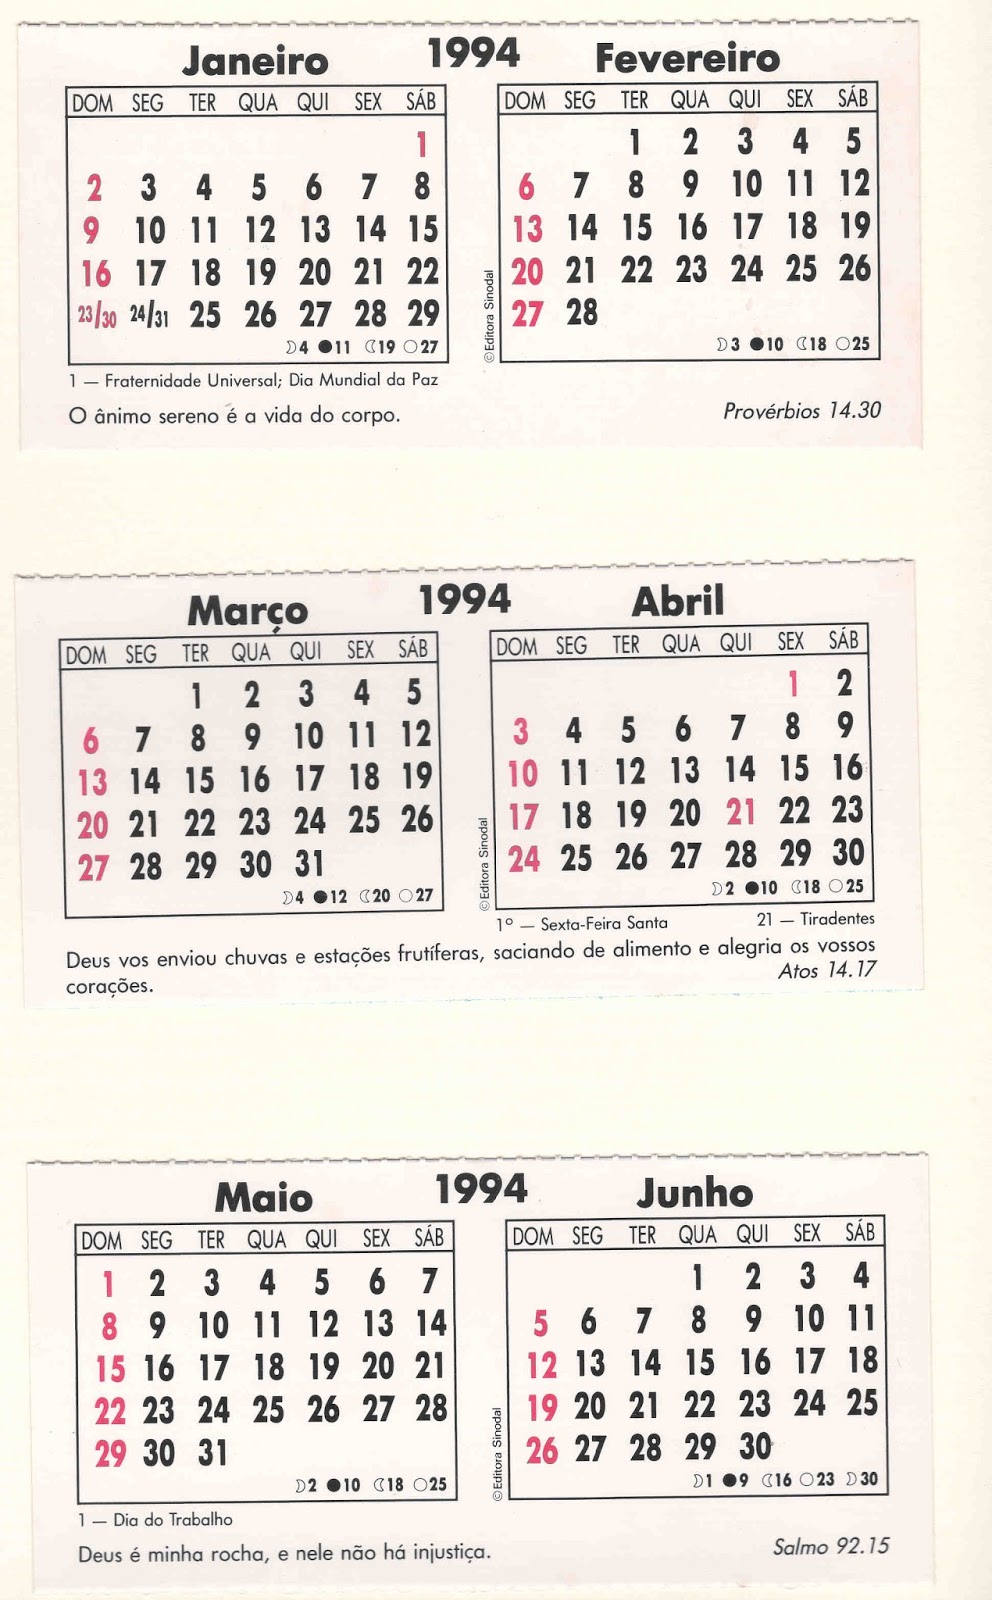 Janeiro 1994 Fevereiro
DOM SEG TER QUA QUI SEX SÁB
1
2 3 4 5 6 7 8
9 10 11 12 13 14 15
16 17 18 19 20 21 22
23/30 24/31 25 26 27 28 29
☽4 ●11 ☾19 ○27
DOM SEG TER QUA QUI SEX SÁB
1 2 3 4 5
6 7 8 9 10 11 12
13 14 15 16 17 18 19
20 21 22 23 24 25 26
27 28
☽3 ●10 ☾18 ○25
©Editora Sinodal
1 — Fraternidade Universal; Dia Mundial da Paz
O ânimo sereno é a vida do corpo.
Provérbios 14.30
Março 1994 Abril
DOM SEG TER QUA QUI SEX SÁB
1 2 3 4 5
6 7 8 9 10 11 12
13 14 15 16 17 18 19
20 21 22 23 24 25 26
27 28 29 30 31
☽4 ●12 ☾20 ○27
DOM SEG TER QUA QUI SEX SÁB
1 2
3 4 5 6 7 8 9
10 11 12 13 14 15 16
17 18 19 20 21 22 23
24 25 26 27 28 29 30
☽2 ●10 ☾18 ○25
©Editora Sinodal
1º — Sexta-Feira Santa 21 — Tiradentes
Deus vos enviou chuvas e estações frutíferas, saciando de alimento e alegria os vossos
corações.
Atos 14.17
Maio 1994 Junho
DOM SEG TER QUA QUI SEX SÁB
1 2 3 4 5 6 7
8 9 10 11 12 13 14
15 16 17 18 19 20 21
22 23 24 25 26 27 28
29 30 31
☽2 ●10 ☾18 ○25
DOM SEG TER QUA QUI SEX SÁB
1 2 3 4
5 6 7 8 9 10 11
12 13 14 15 16 17 18
19 20 21 22 23 24 25
26 27 28 29 30
☽1 ●9 ☾16 ○23 ☽30
©Editora Sinodal
1 — Dia do Trabalho
Deus é minha rocha, e nele não há injustiça.
Salmo 92.15